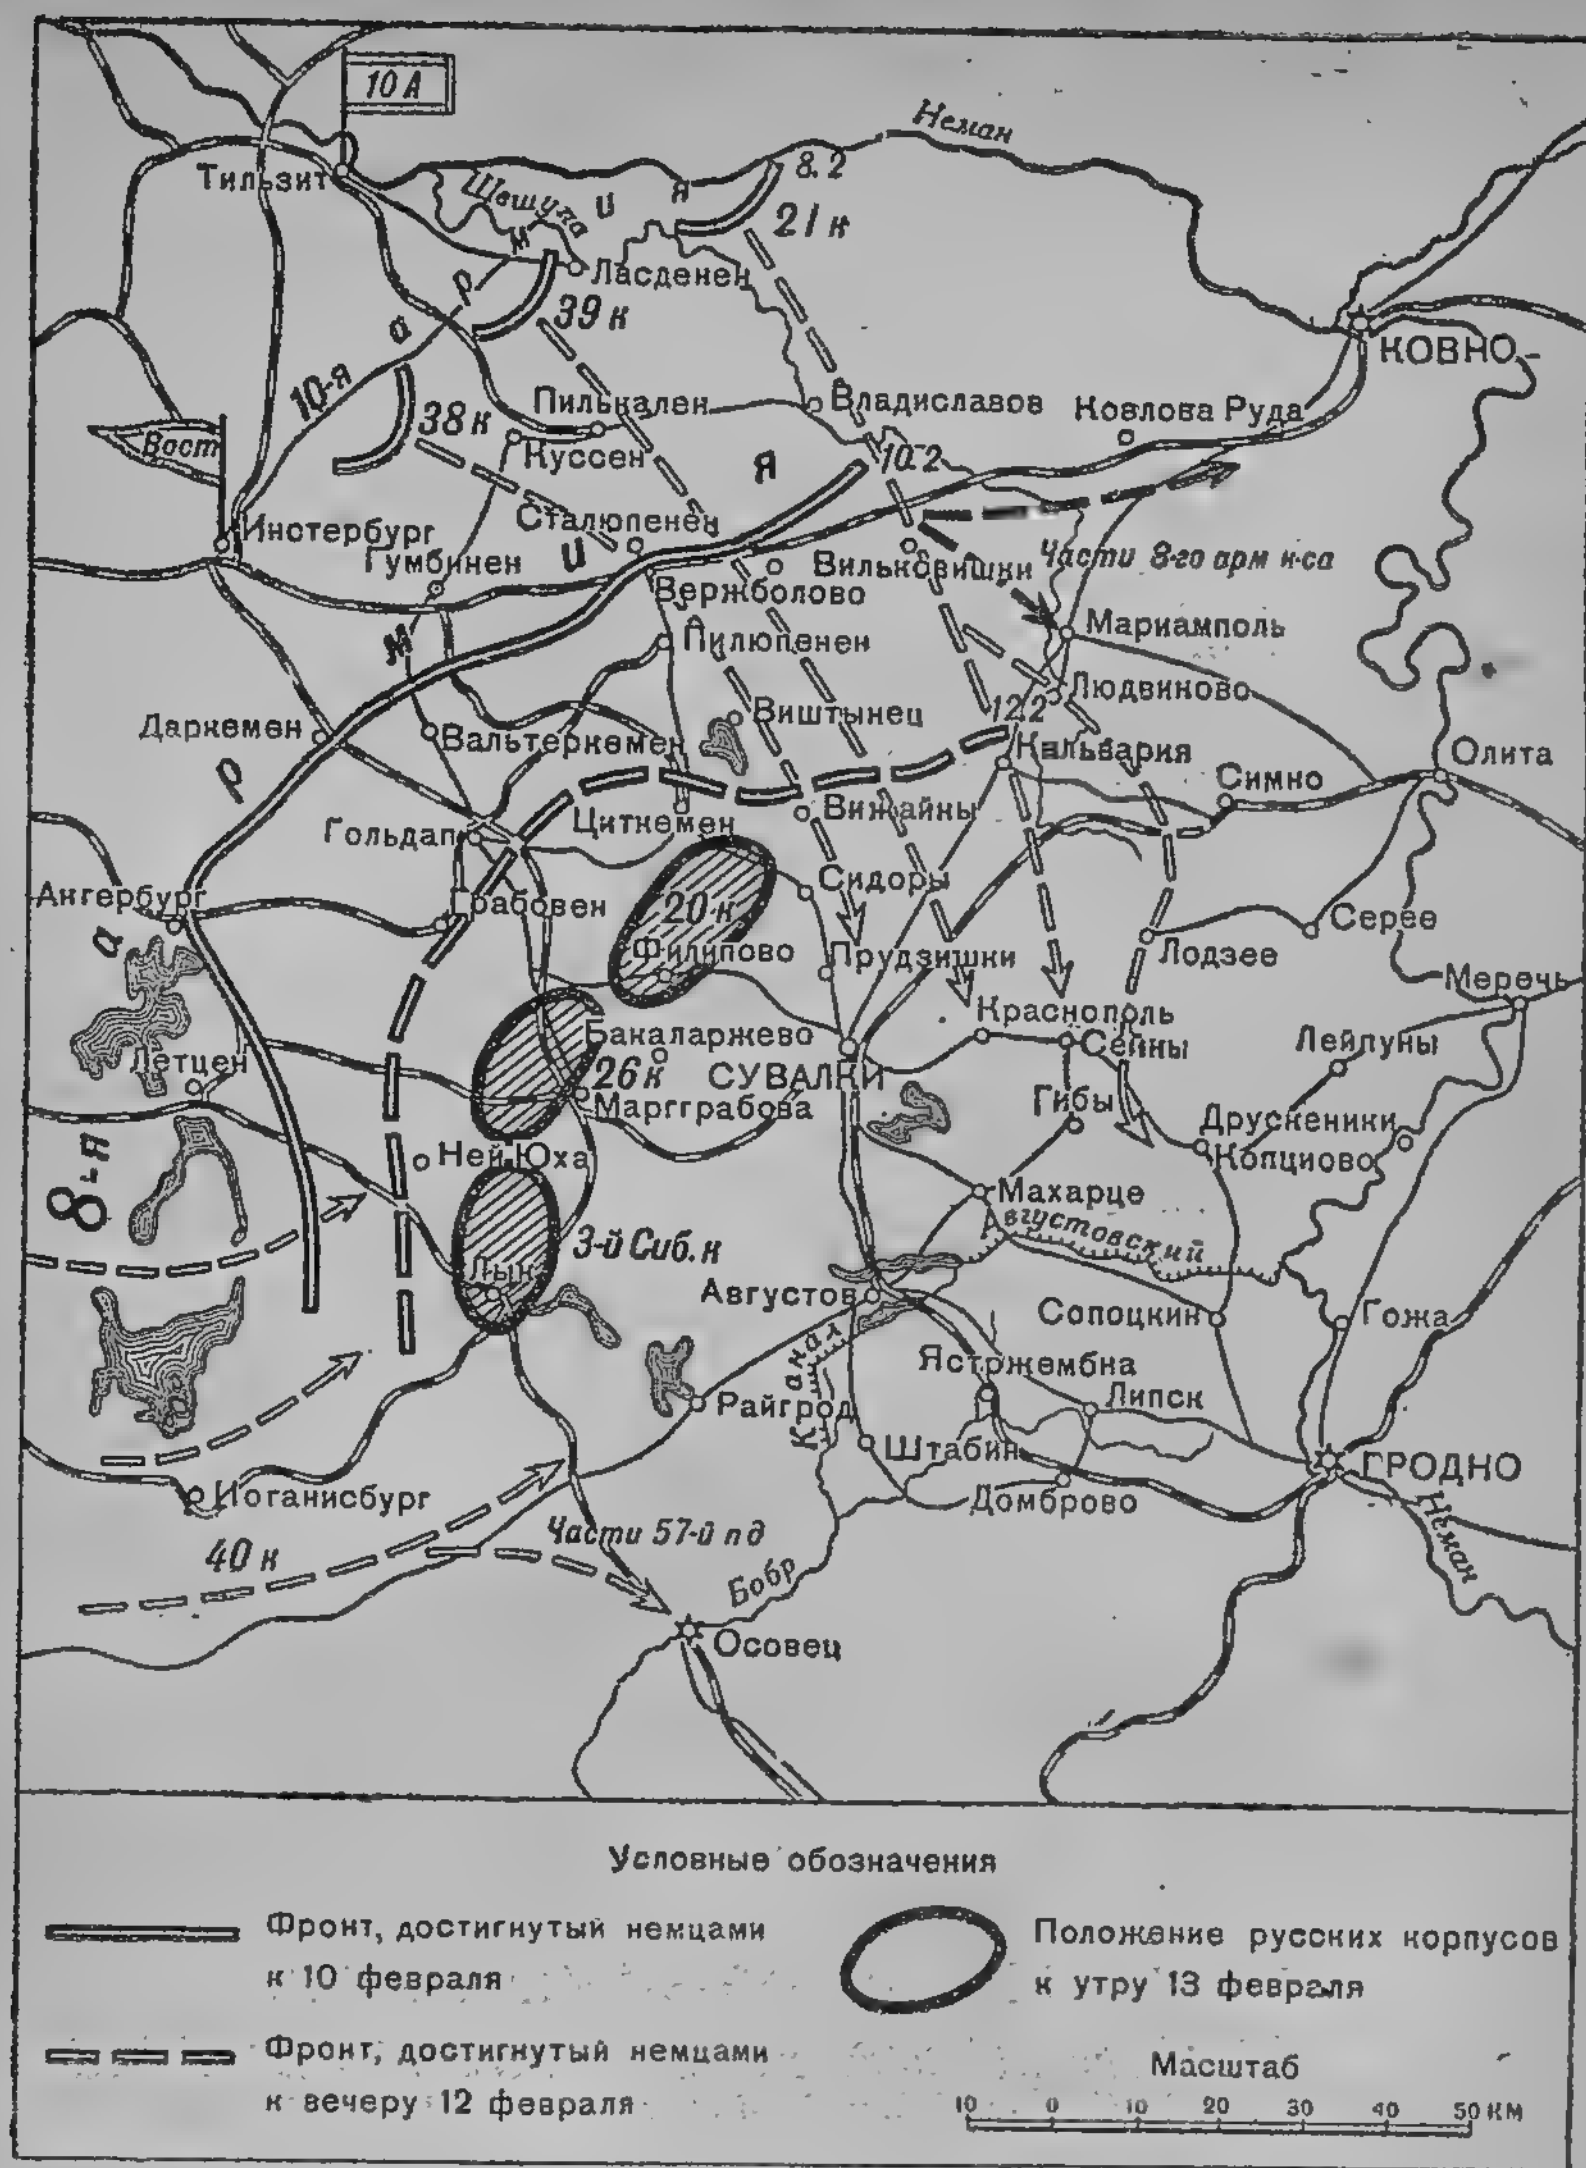 10 А
Неман
Тильзит
Шешупа
8.2
21 к
Ласденен
39 к
КОВНО
10-я а р м и я
Пилькален
Владиславов
Козлова Руда
38 к
Куссен
Вост
10.2
Инстербург
Сталюпенен
Гумбинен
Вильковишки
Части 8-го арм к-са
Вержболово
Мариамполь
Пилюпенен
Людвиново
Виштынец
12.2
Даркемен
Вальтеркемен
Кальвария
Олита
Симно
Гольдап
Циткемен
Вижайны
Сидоры
Ангербург
Грабовен
20 к
Серее
Филипово
Прудзишки
Лодзее
Меречь
Краснополь
Бакаларжево
Сейны
Лейпуны
Летцен
26 к
СУВАЛКИ
Маргграбова
Гибы
Друскеники
8-я а р м и я
Ней Юха
Копциово
Махарце
Августовский
3-й Сиб. к
Лык
Августов
Сопоцкин
Гожа
Канал
Ястржембна
Райгрод
Липск
Штабин
ГРОДНО
Иоганисбург
Домброво
Неман
40 к
Части 57-й пд
Бобр
Осовец
Условные обозначения
Фронт, достигнутый немцами
к 10 февраля
Положение русских корпусов
к утру 13 февраля
Фронт, достигнутый немцами
к вечеру 12 февраля
Масштаб
10 0 10 20 30 40 50 КМ